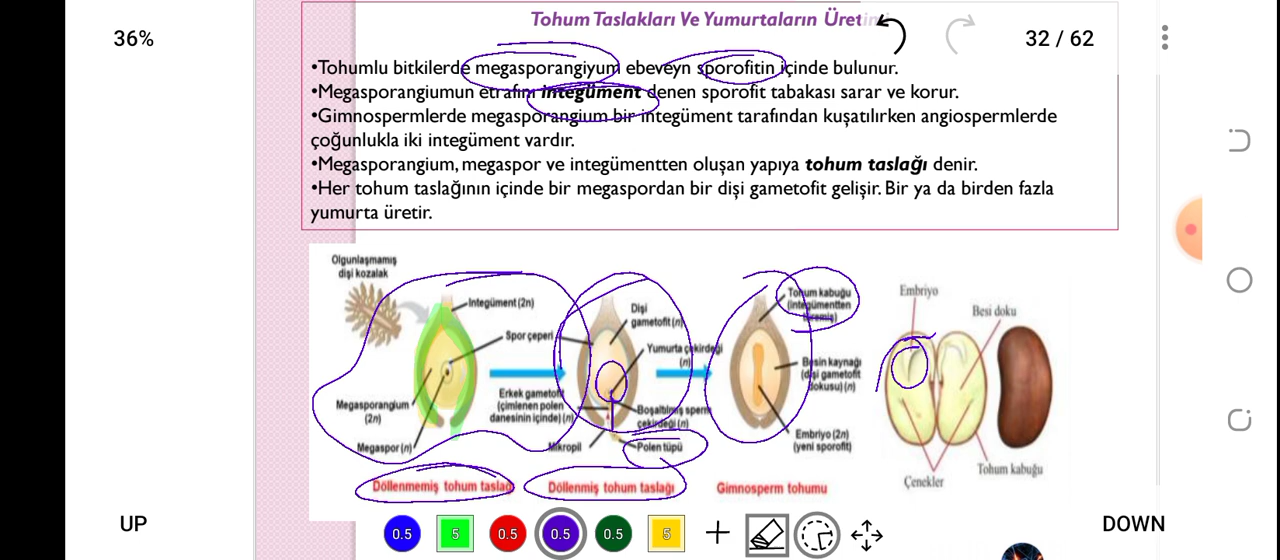 Tohum Taslakları Ve Yumurtaların Üretimi
36%
32 / 62
•Tohumlu bitkilerde megasporangiyum ebeveyn sporofitin içinde bulunur.
•Megasporangiumun etrafını integüment denen sporofit tabakası sarar ve korur.
•Gimnospermlerde megasporangium bir integüment tarafından kuşatılırken angiospermlerde
çoğunlukla iki integüment vardır.
•Megasporangium, megaspor ve integümentten oluşan yapıya tohum taslağı denir.
•Her tohum taslağının içinde bir megaspordan bir dişi gametofit gelişir. Bir ya da birden fazla
yumurta üretir.
Olgunlaşmamış
dişi kozalak
İntegüment (2n)
Spor çeperi
Megasporangium
(2n)
Megaspor (n)
Döllenmemiş tohum taslağı
Dişi
gametofit (n)
Yumurta çekirdeği
(n)
Erkek gametofit
(çimlenen polen
danesinin içinde) (n)
Boşaltılmış sperm
çekirdeği (n)
Mikropil
Polen tüpü
Döllenmiş tohum taslağı
Tohum kabuğu
(integümentten
türemiş)
Besin kaynağı
(dişi gametofit
dokusu) (n)
Embriyo (2n)
(yeni sporofit)
Gimnosperm tohumu
Embriyo
Besi doku
Çenekler
Tohum kabuğu
UP
DOWN
0.5
5
0.5
0.5
0.5
5